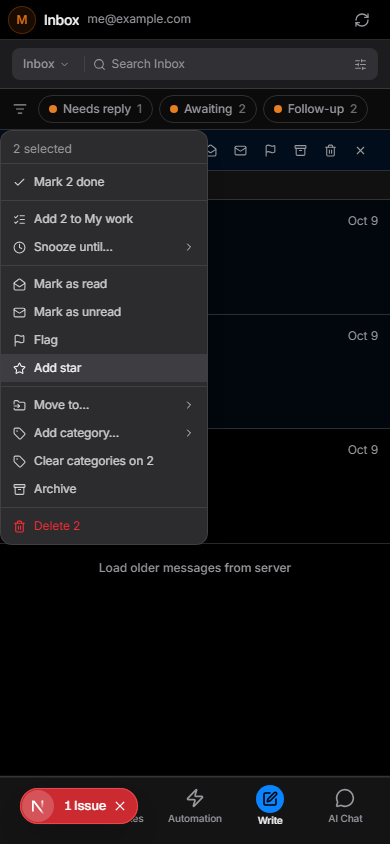 M Inbox me@example.com
Inbox Search Inbox
Needs reply 1 Awaiting 2 Follow-up 2
2 selected
Mark 2 done
Oct 9
Add 2 to My work
Snooze until...
Mark as read
Mark as unread
Oct 9
Flag
Add star
Move to...
Add category...
Oct 9
Clear categories on 2
Archive
Delete 2
Load older messages from server
N 1 Issue
Automation
Write
AI Chat